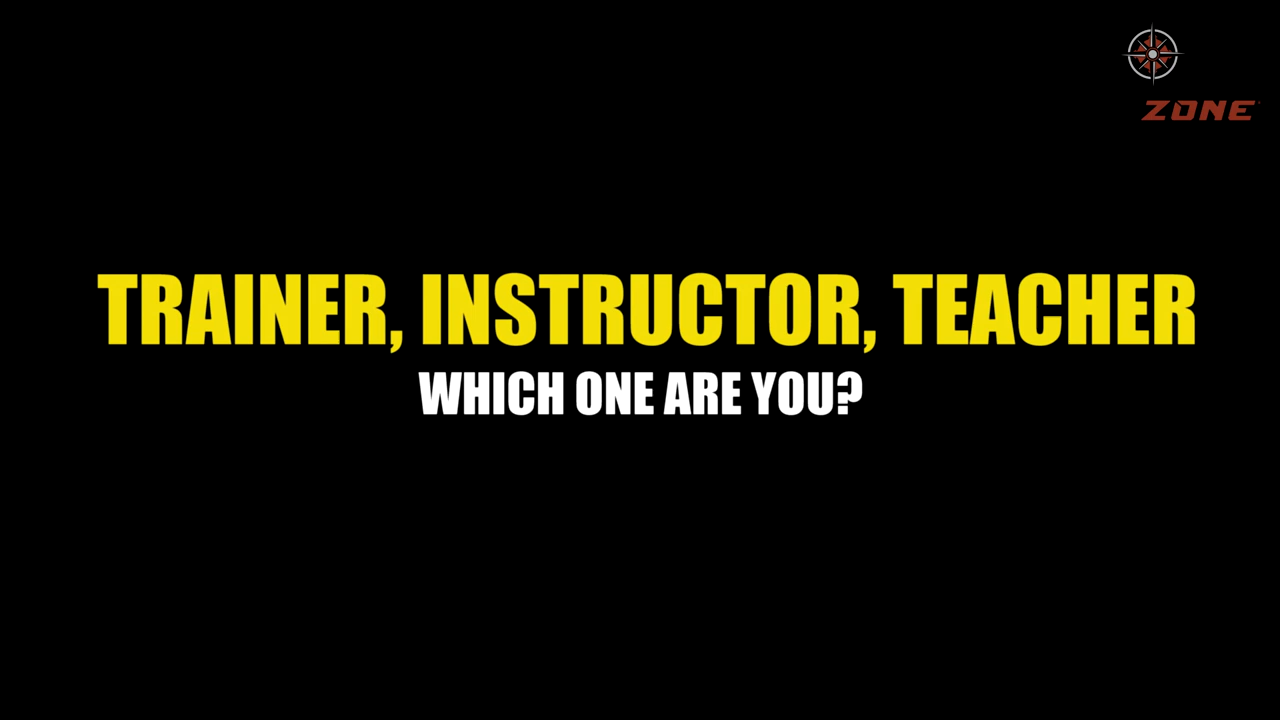 ZONE
TRAINER, INSTRUCTOR, TEACHER
WHICH ONE ARE YOU?